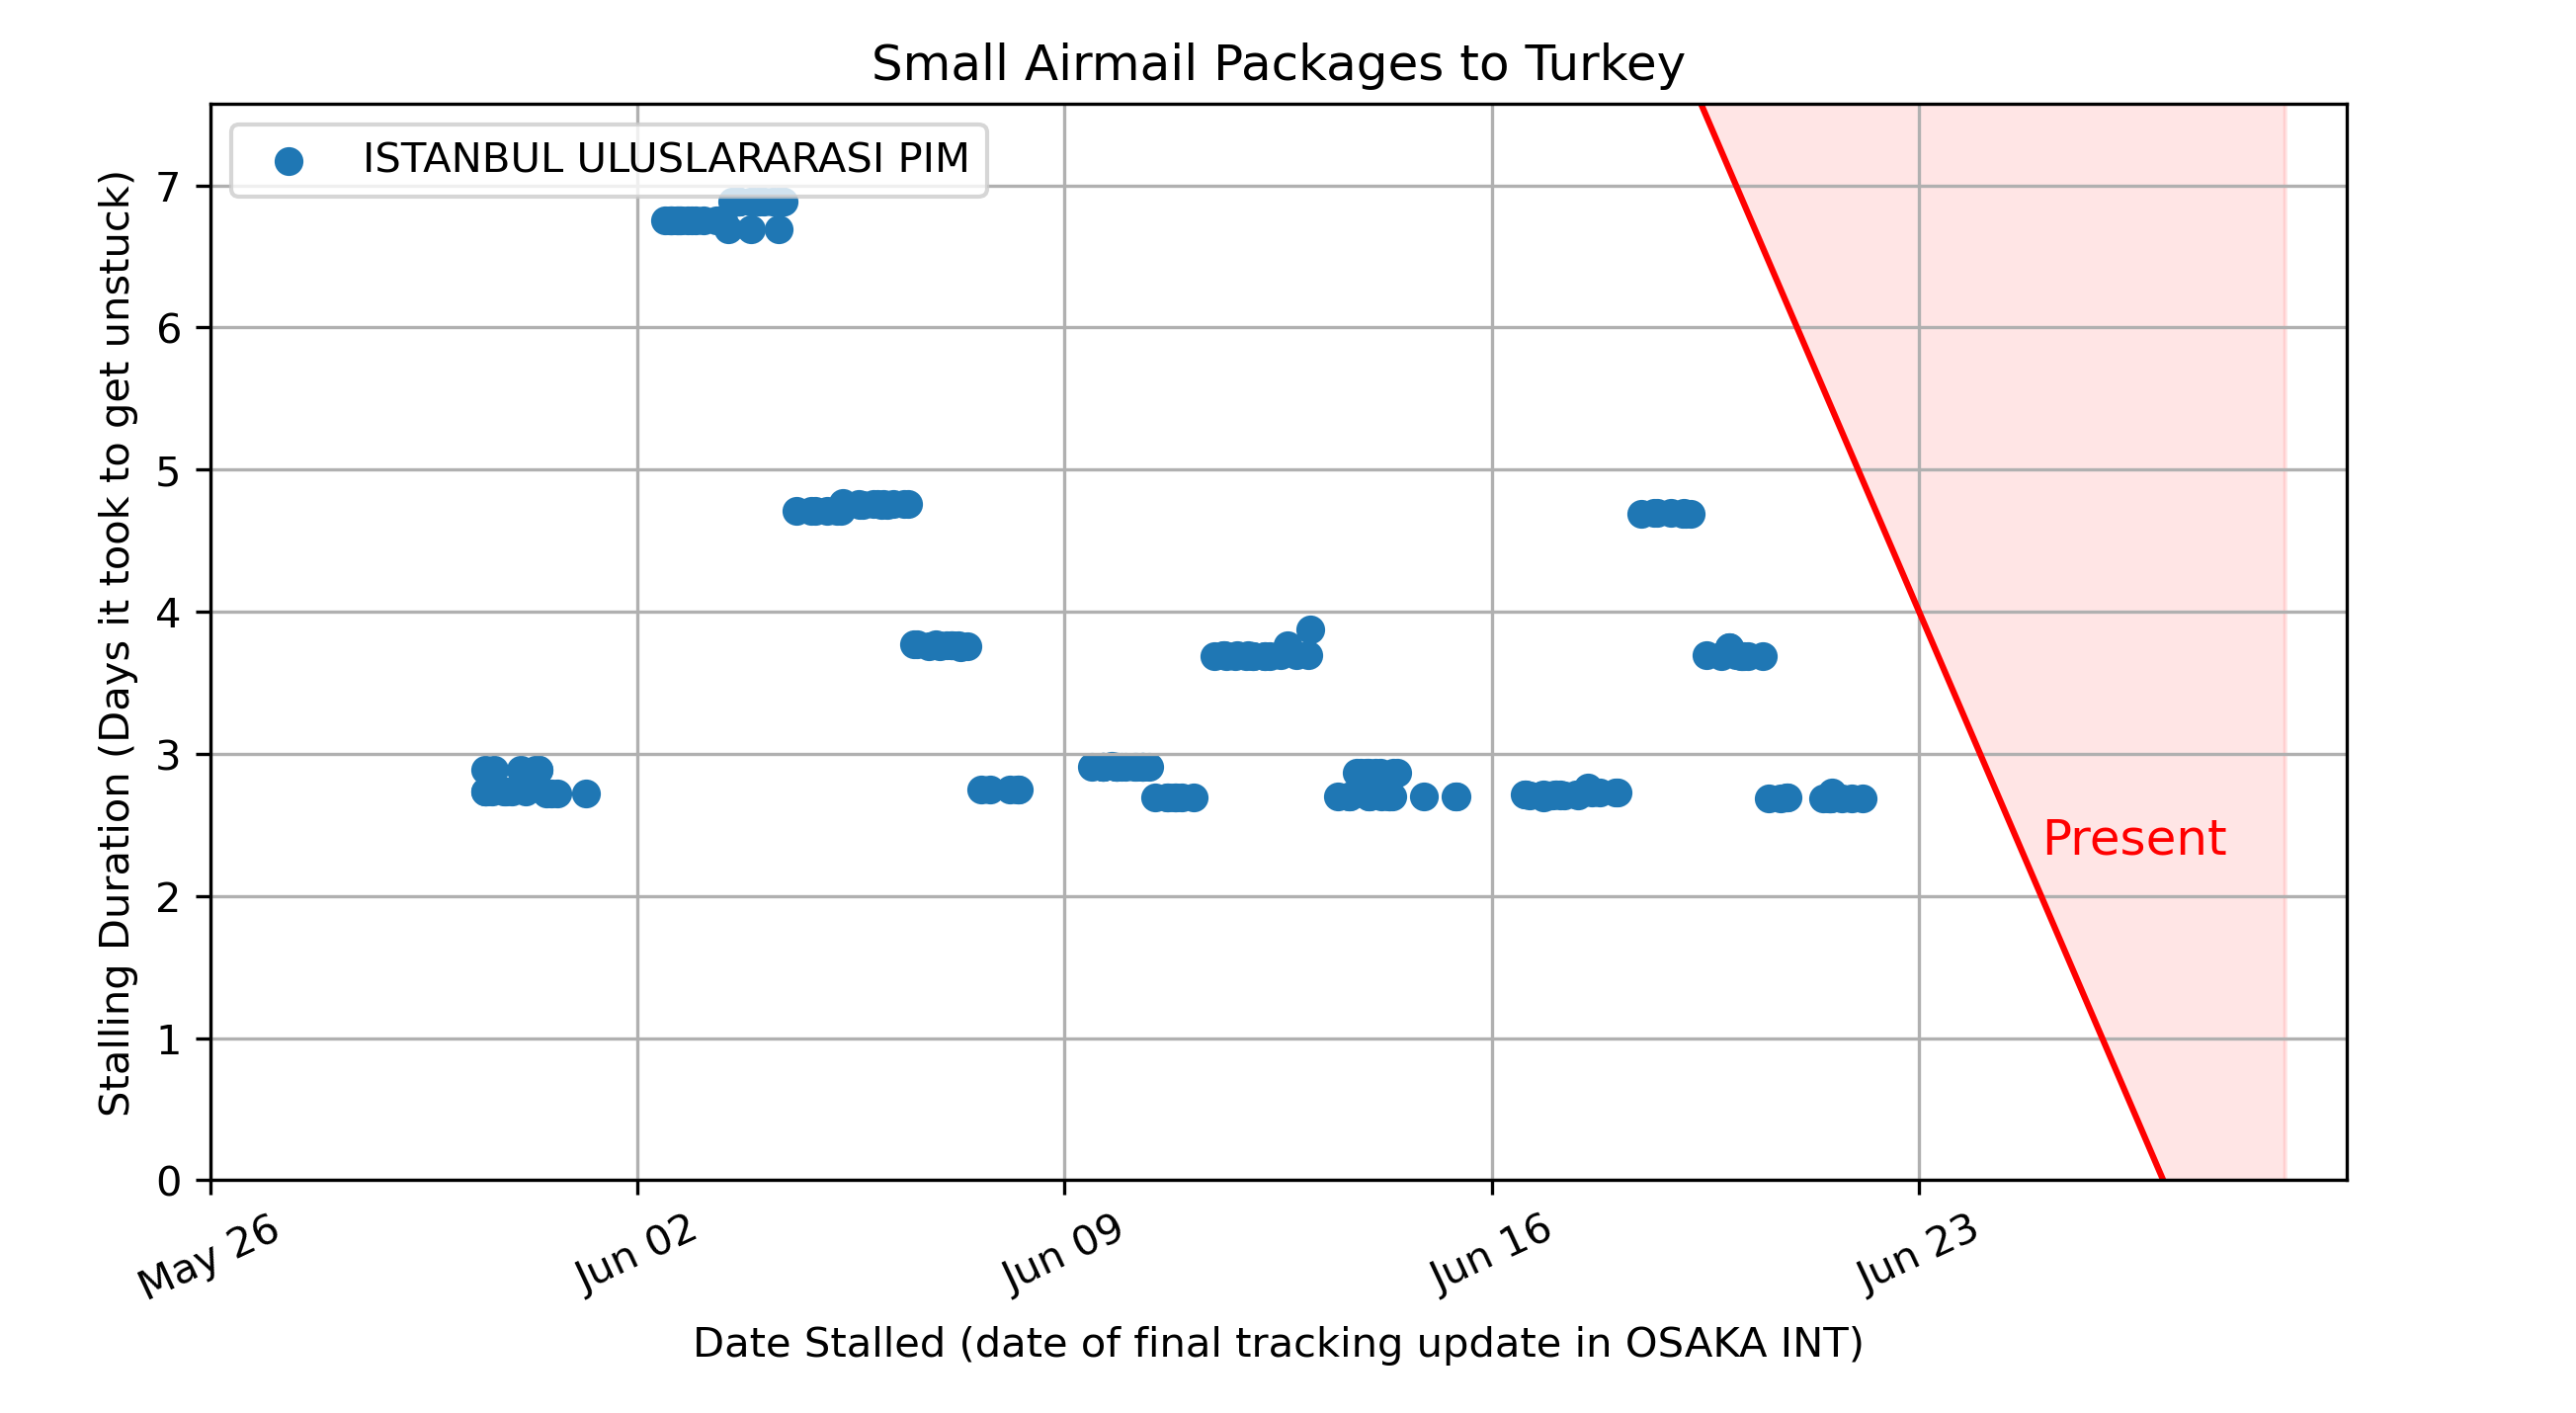 Small Airmail Packages to Turkey
ISTANBUL ULUSLARARASI PIM
Stalling Duration (Days it took to get unstuck)
7
6
5
4
3
2
1
0
Present
May 26
Jun 02
Jun 09
Jun 16
Jun 23
Date Stalled (date of final tracking update in OSAKA INT)